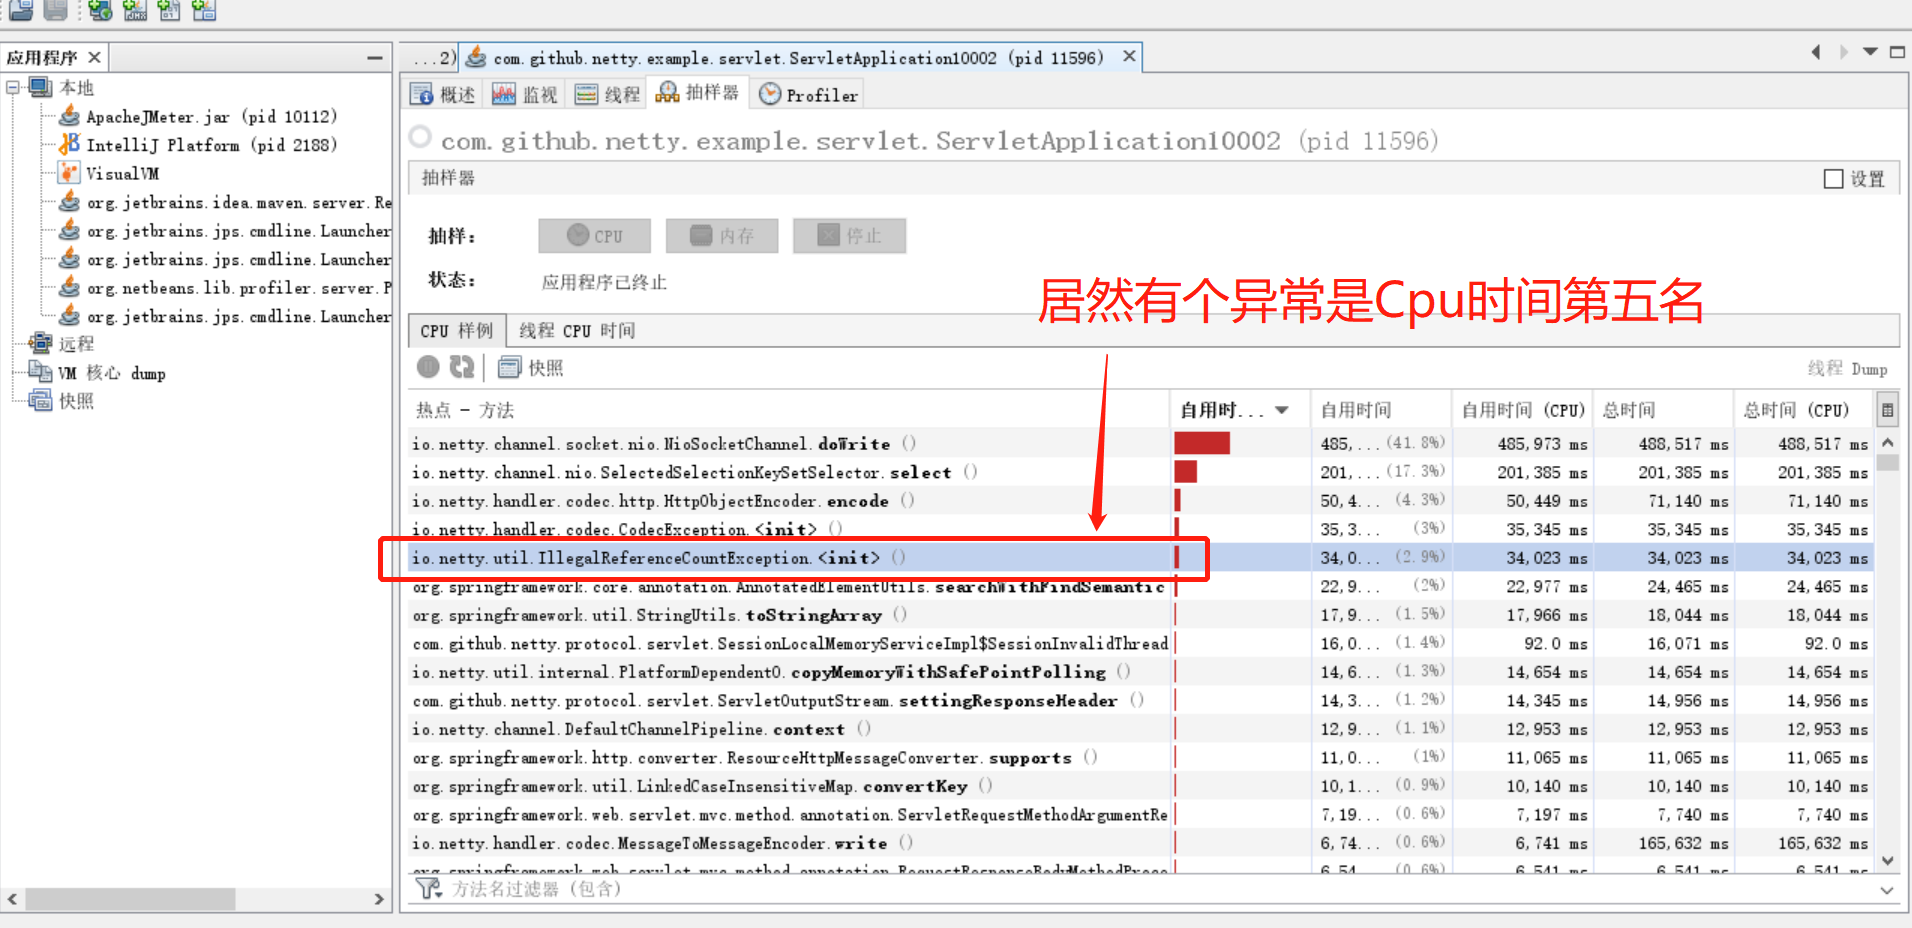 应用程序
本地
ApacheJMeter.jar (pid 10112)
IntelliJ Platform (pid 2188)
VisualVM
org.jetbrains.idea.maven.server.Re
org.jetbrains.jps.cmdline.Launcher
org.jetbrains.jps.cmdline.Launcher
org.netbeans.lib.profiler.server.P
org.jetbrains.jps.cmdline.Launcher
远程
VM 核心 dump
快照
...2) com.github.netty.example.servlet.ServletApplication10002 (pid 11596)
概述 监视 线程 抽样器 Profiler
com.github.netty.example.servlet.ServletApplication10002 (pid 11596)
抽样器 设置
抽样: CPU 内存 停止
状态: 应用程序已终止
居然有个异常是Cpu时间第五名
CPU 样例 线程 CPU 时间
快照 线程 Dump
热点 - 方法 自用时... 自用时间 自用时间 (CPU) 总时间 总时间 (CPU)
io.netty.channel.socket.nio.NioSocketChannel.doWrite () 485,... (41.8%) 485,973 ms 488,517 ms 488,517 ms
io.netty.channel.nio.SelectedSelectionKeySetSelector.select () 201,... (17.3%) 201,385 ms 201,385 ms 201,385 ms
io.netty.handler.codec.http.HttpObjectEncoder.encode () 50,4... (4.3%) 50,449 ms 71,140 ms 71,140 ms
io.netty.handler.codec.CodecException.<init> () 35,3... (3%) 35,345 ms 35,345 ms 35,345 ms
io.netty.util.IllegalReferenceCountException.<init> () 34,0... (2.9%) 34,023 ms 34,023 ms 34,023 ms
org.springframework.core.annotation.AnnotatedElementUtils.searchWithFindSemantic 22,9... (2%) 22,977 ms 24,465 ms 24,465 ms
org.springframework.util.StringUtils.toStringArray () 17,9... (1.5%) 17,966 ms 18,044 ms 18,044 ms
com.github.netty.protocol.servlet.SessionLocalMemoryServiceImpl$SessionInvalidThread 16,0... (1.4%) 92.0 ms 16,071 ms 92.0 ms
io.netty.util.internal.PlatformDependent0.copyMemoryWithSafePointPolling () 14,6... (1.3%) 14,654 ms 14,654 ms 14,654 ms
com.github.netty.protocol.servlet.ServletOutputStream.settingResponseHeader () 14,3... (1.2%) 14,345 ms 14,956 ms 14,956 ms
io.netty.channel.DefaultChannelPipeline.context () 12,9... (1.1%) 12,953 ms 12,953 ms 12,953 ms
org.springframework.http.converter.ResourceHttpMessageConverter.supports () 11,0... (1%) 11,065 ms 11,065 ms 11,065 ms
org.springframework.util.LinkedCaseInsensitiveMap.convertKey () 10,1... (0.9%) 10,140 ms 10,140 ms 10,140 ms
org.springframework.web.servlet.mvc.method.annotation.ServletRequestMethodArgumentRe 7,19... (0.6%) 7,197 ms 7,740 ms 7,740 ms
io.netty.handler.codec.MessageToMessageEncoder.write () 6,74... (0.6%) 6,741 ms 165,632 ms 165,632 ms
org.springframework.web.servlet.mvc.method.annotation.RequestResponseBodyMethodProce 6,54... (0.6%) 6,541 ms 6,541 ms 6,541 ms
方法名过滤器 (包含)